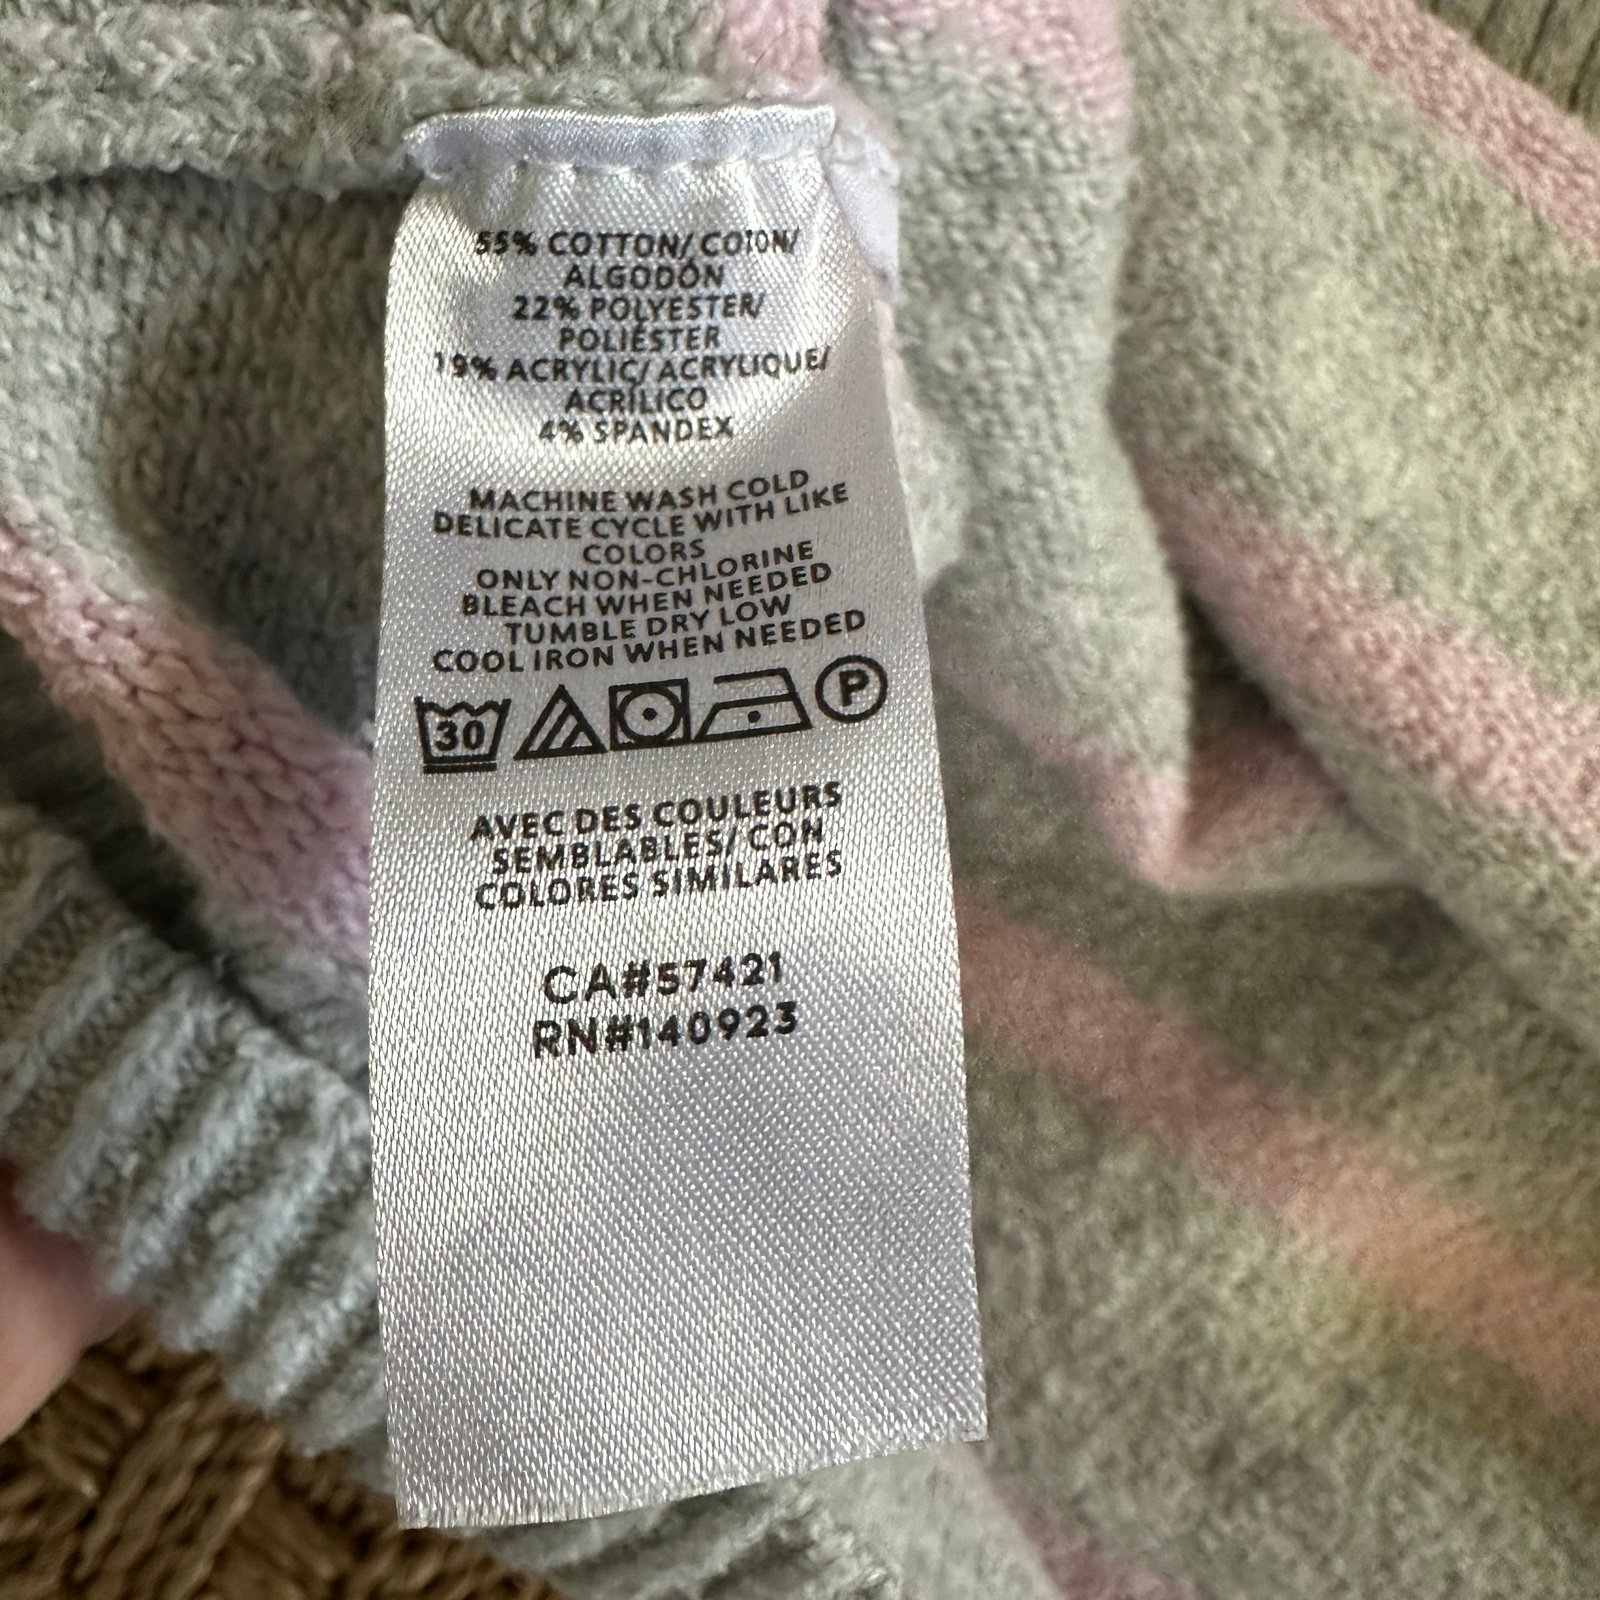 55% COTTON/ COTON/
ALGODÓN
22% POLYESTER/
POLIÉSTER
19% ACRYLIC/ ACRYLIQUE/
ACRÍLICO
4% SPANDEX
MACHINE WASH COLD
DELICATE CYCLE WITH LIKE
COLORS
ONLY NON-CHLORINE
BLEACH WHEN NEEDED
TUMBLE DRY LOW
COOL IRON WHEN NEEDED
30 P
AVEC DES COULEURS
SEMBLABLES/ CON
COLORES SIMILARES
CA#57421
RN#140923